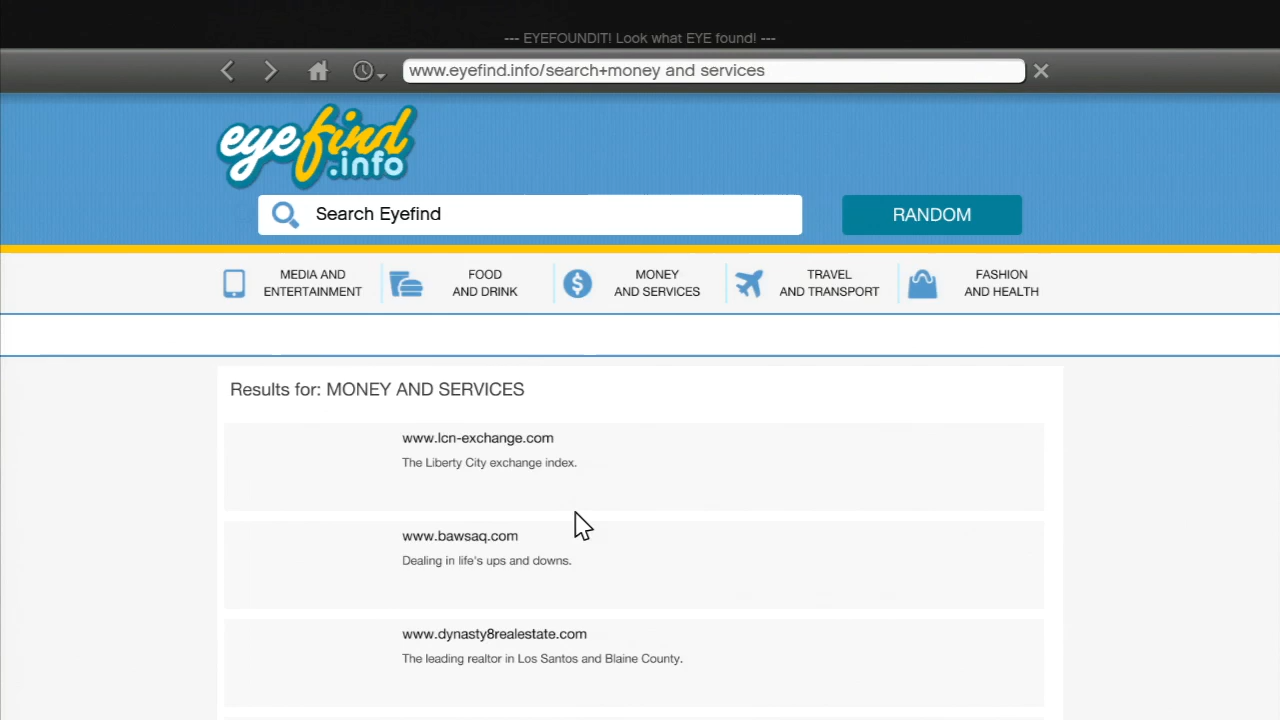 --- EYEFOUNDIT! Look what EYE found! ---
www.eyefind.info/search+money and services
eyefind
.info
Search Eyefind
RANDOM
MEDIA AND
ENTERTAINMENT
FOOD
AND DRINK
MONEY
AND SERVICES
TRAVEL
AND TRANSPORT
FASHION
AND HEALTH
Results for: MONEY AND SERVICES
www.lcn-exchange.com
The Liberty City exchange index.
www.bawsaq.com
Dealing in life's ups and downs.
www.dynasty8realestate.com
The leading realtor in Los Santos and Blaine County.